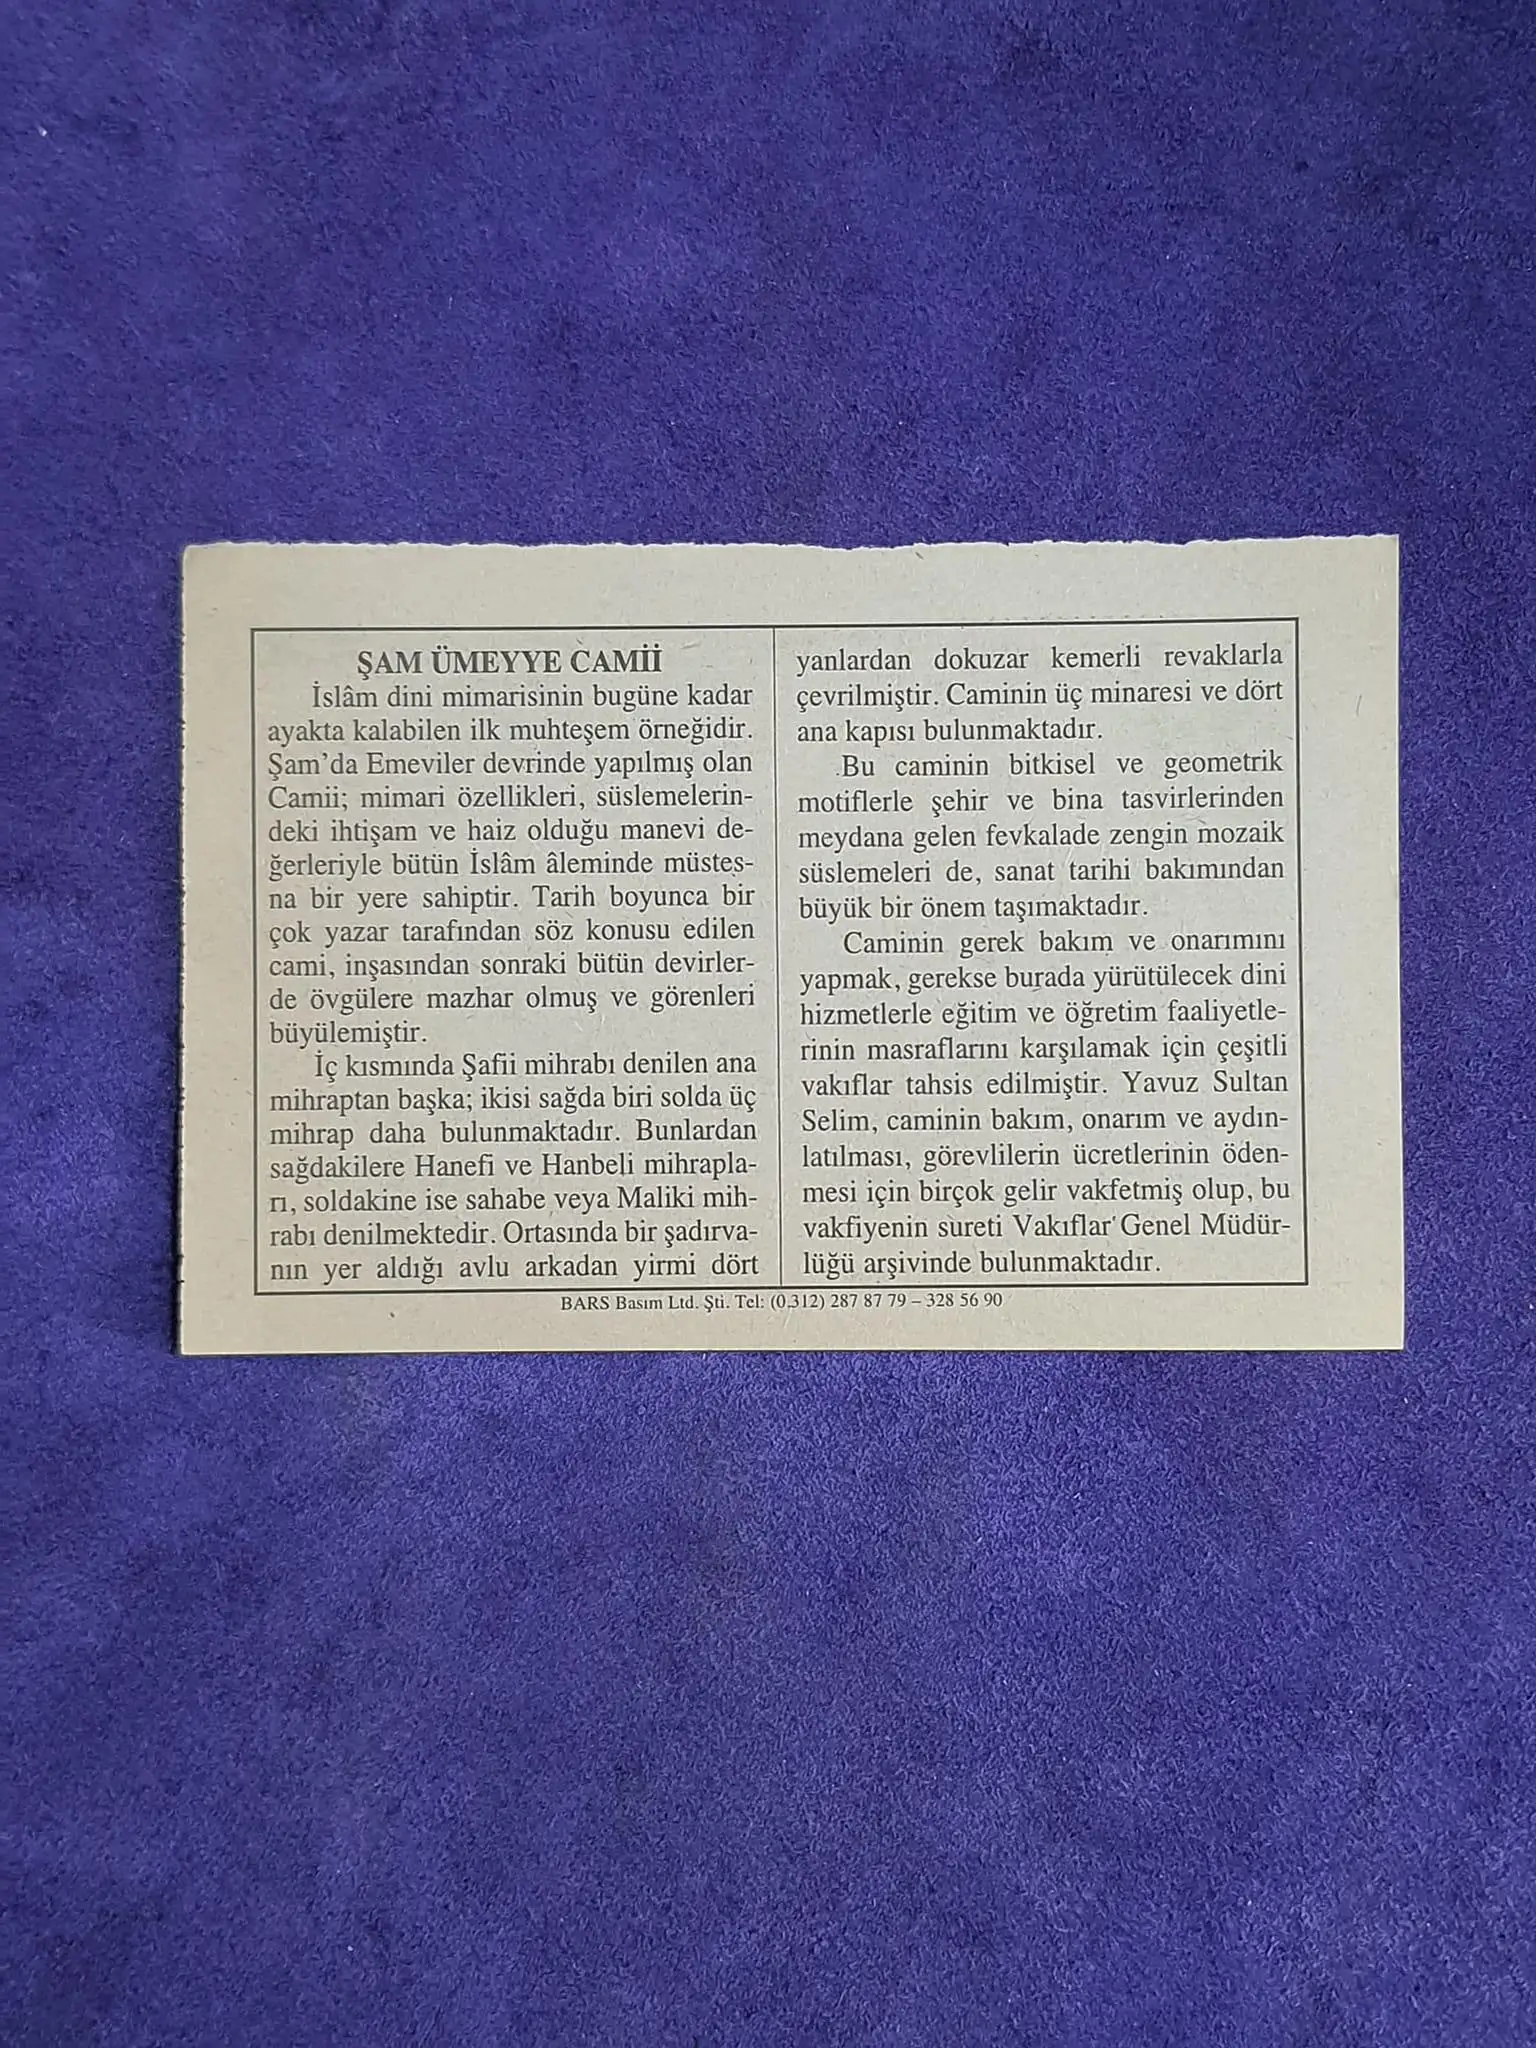 ŞAM ÜMEYYE CAMİİ
İslâm dini mimarisinin bugüne kadar
ayakta kalabilen ilk muhteşem örneğidir.
Şam'da Emeviler devrinde yapılmış olan
Camii; mimari özellikleri, süslemelerin-
deki ihtişam ve haiz olduğu manevi de-
ğerleriyle bütün İslâm âleminde müstes-
na bir yere sahiptir. Tarih boyunca bir
çok yazar tarafından söz konusu edilen
cami, inşasından sonraki bütün devirler-
de övgülere mazhar olmuş ve görenleri
büyülemiştir.
İç kısmında Şafii mihrabı denilen ana
mihraptan başka; ikisi sağda biri solda üç
mihrap daha bulunmaktadır. Bunlardan
sağdakilere Hanefi ve Hanbeli mihrapla-
rı, soldakine ise sahabe veya Maliki mih-
rabı denilmektedir. Ortasında bir şadırva-
nın yer aldığı avlu arkadan yirmi dört
yanlardan dokuzar kemerli revaklarla
çevrilmiştir. Caminin üç minaresi ve dört
ana kapısı bulunmaktadır.
Bu caminin bitkisel ve geometrik
motiflerle şehir ve bina tasvirlerinden
meydana gelen fevkalade zengin mozaik
süslemeleri de, sanat tarihi bakımından
büyük bir önem taşımaktadır.
Caminin gerek bakım ve onarımını
yapmak, gerekse burada yürütülecek dini
hizmetlerle eğitim ve öğretim faaliyetle-
rinin masraflarını karşılamak için çeşitli
vakıflar tahsis edilmiştir. Yavuz Sultan
Selim, caminin bakım, onarım ve aydın-
latılması, görevlilerin ücretlerinin öden-
mesi için birçok gelir vakfetmiş olup, bu
vakfiyenin sureti Vakıflar Genel Müdür-
lüğü arşivinde bulunmaktadır.
BARS Basım Ltd. Şti. Tel: (0.312) 287 87 79 – 328 56 90